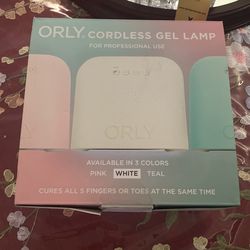 ORLY CORDLESS GEL LAMP
FOR PROFESSIONAL USE
ORLY
AVAILABLE IN 3 COLORS
PINK WHITE TEAL
CURES ALL 5 FINGERS OR TOES AT THE SAME TIME